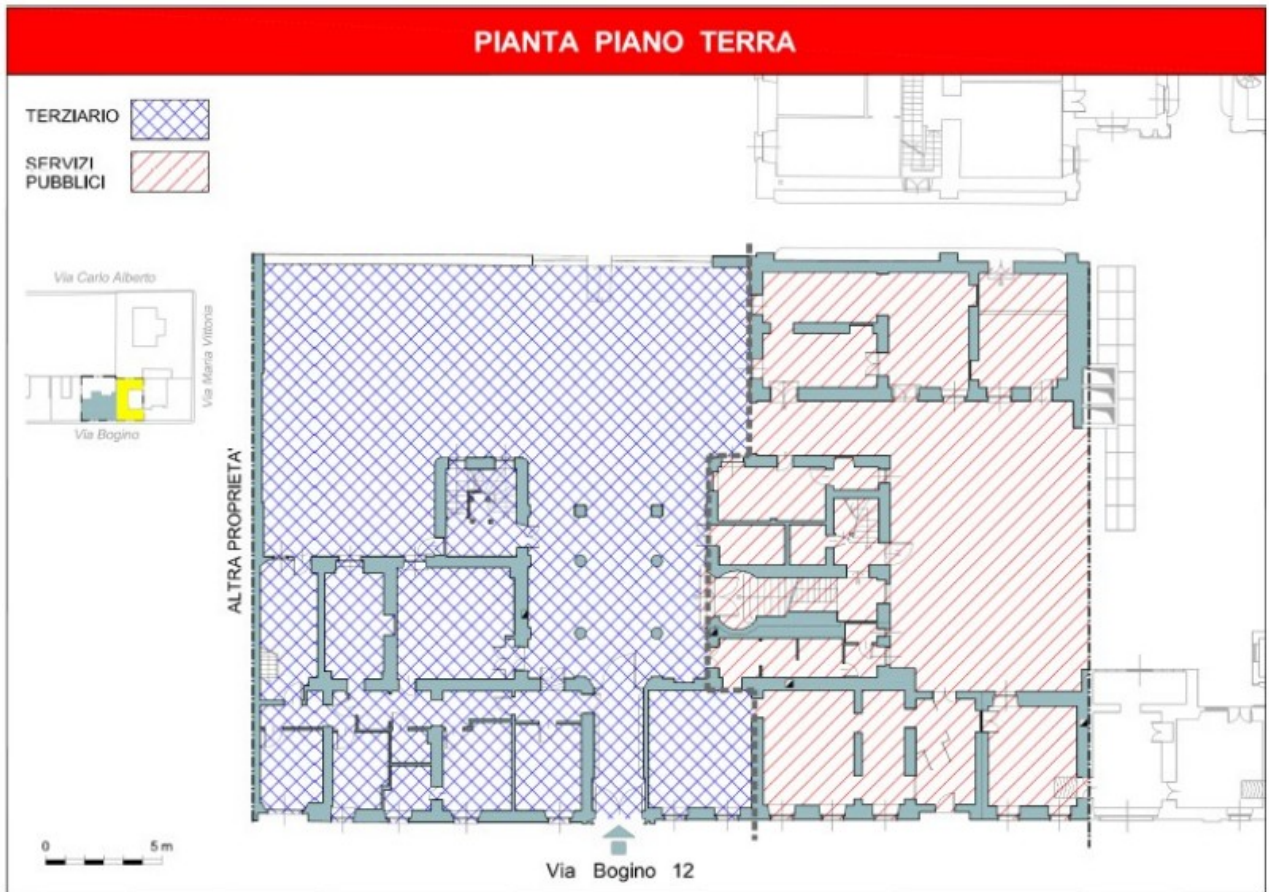 PIANTA PIANO TERRA
TERZIARIO
SERVIZI
PUBBLICI
Via Carlo Alberto
Via Maria Vittoria
Via Bogino
ALTRA PROPRIETA'
0 5 m
Via Bogino 12